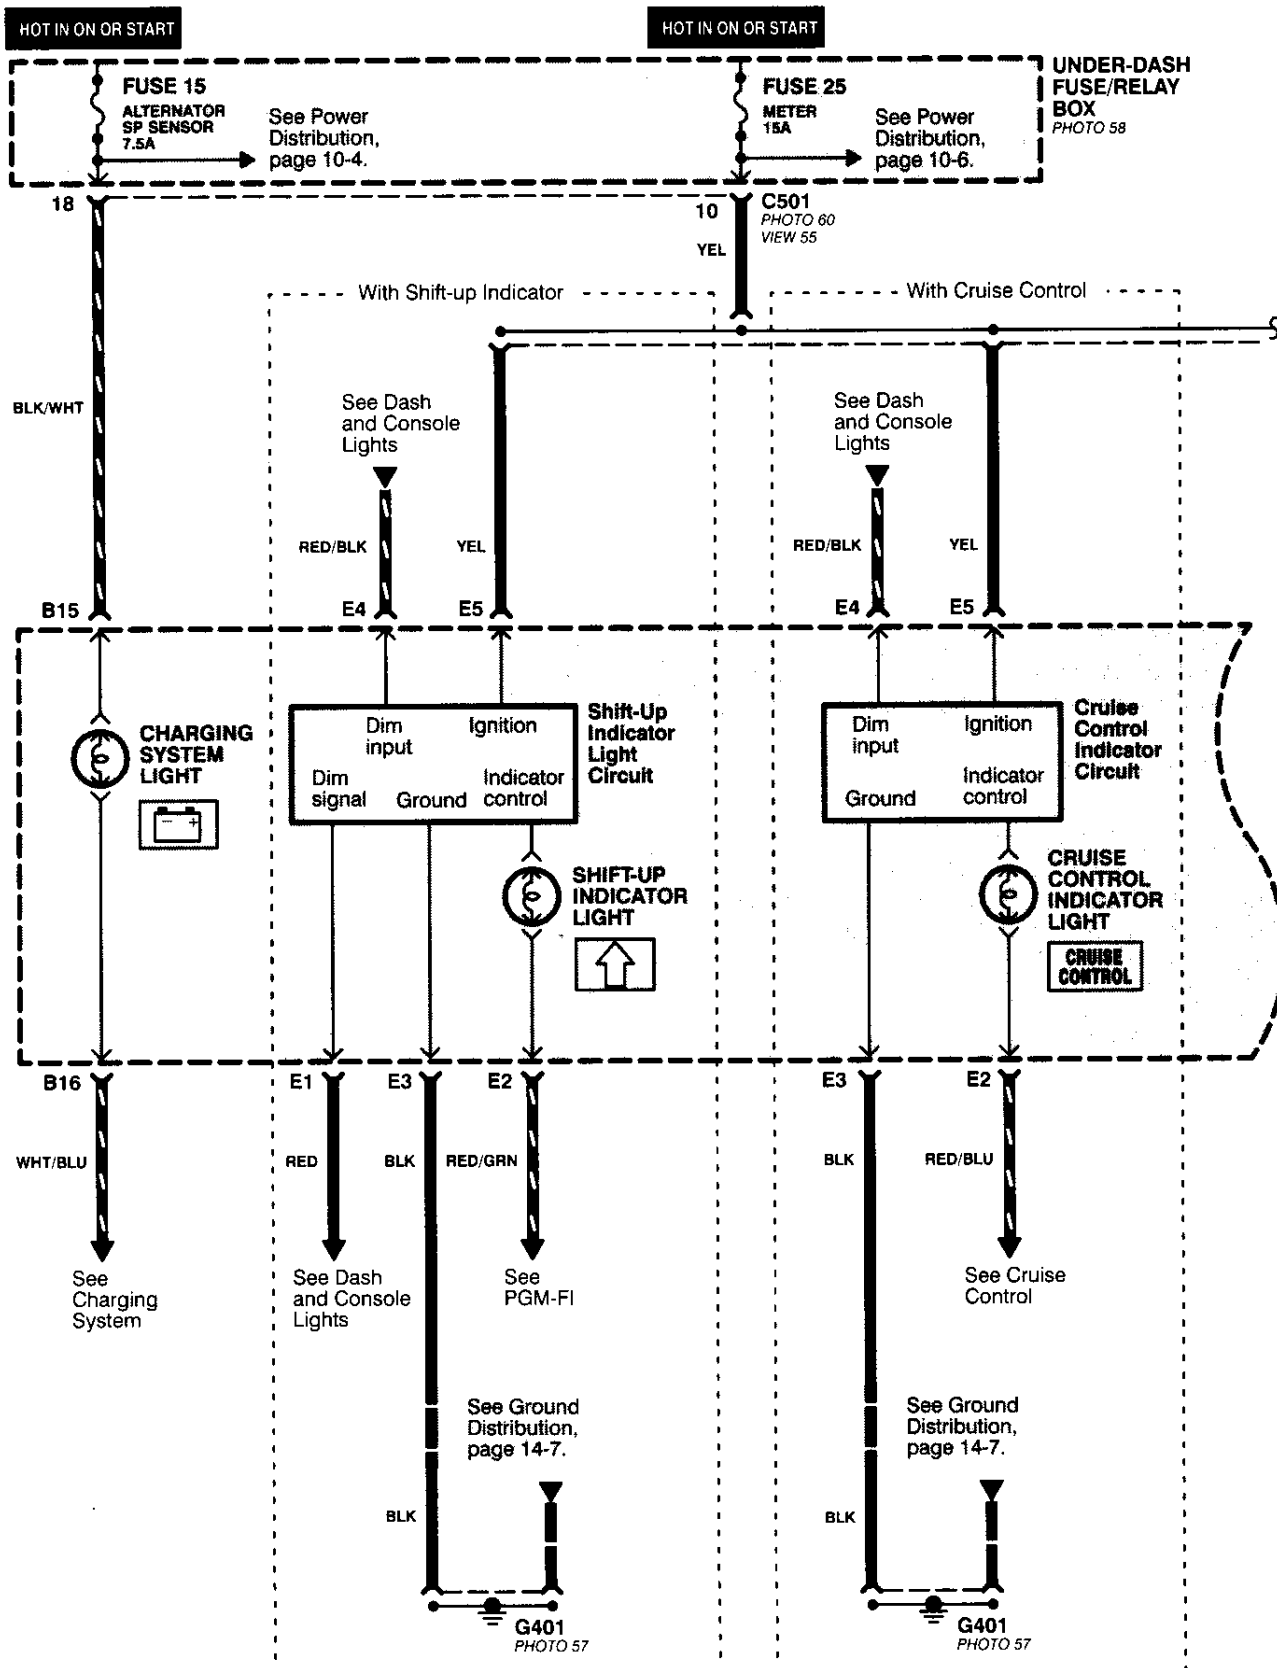 HOT IN ON OR START
HOT IN ON OR START
FUSE 15
ALTERNATOR
SP SENSOR
7.5A
See Power
Distribution,
page 10-4.
FUSE 25
METER
15A
See Power
Distribution,
page 10-6.
UNDER-DASH
FUSE/RELAY
BOX
PHOTO 58
18
10
C501
PHOTO 60
VIEW 55
YEL
With Shift-up Indicator
With Cruise Control
BLK/WHT
See Dash
and Console
Lights
See Dash
and Console
Lights
RED/BLK
YEL
RED/BLK
YEL
B15
E4
E5
E4
E5
CHARGING
SYSTEM
LIGHT
- +
Dim
input
Ignition
Dim
signal
Ground
Indicator
control
Shift-Up
Indicator
Light
Circuit
Dim
input
Ignition
Ground
Indicator
control
Cruise
Control
Indicator
Circuit
SHIFT-UP
INDICATOR
LIGHT
CRUISE
CONTROL
INDICATOR
LIGHT
CRUISE
CONTROL
B16
E1
E3
E2
E3
E2
WHT/BLU
RED
BLK
RED/GRN
BLK
RED/BLU
See
Charging
System
See Dash
and Console
Lights
See
PGM-FI
See Cruise
Control
See Ground
Distribution,
page 14-7.
See Ground
Distribution,
page 14-7.
BLK
BLK
G401
PHOTO 57
G401
PHOTO 57